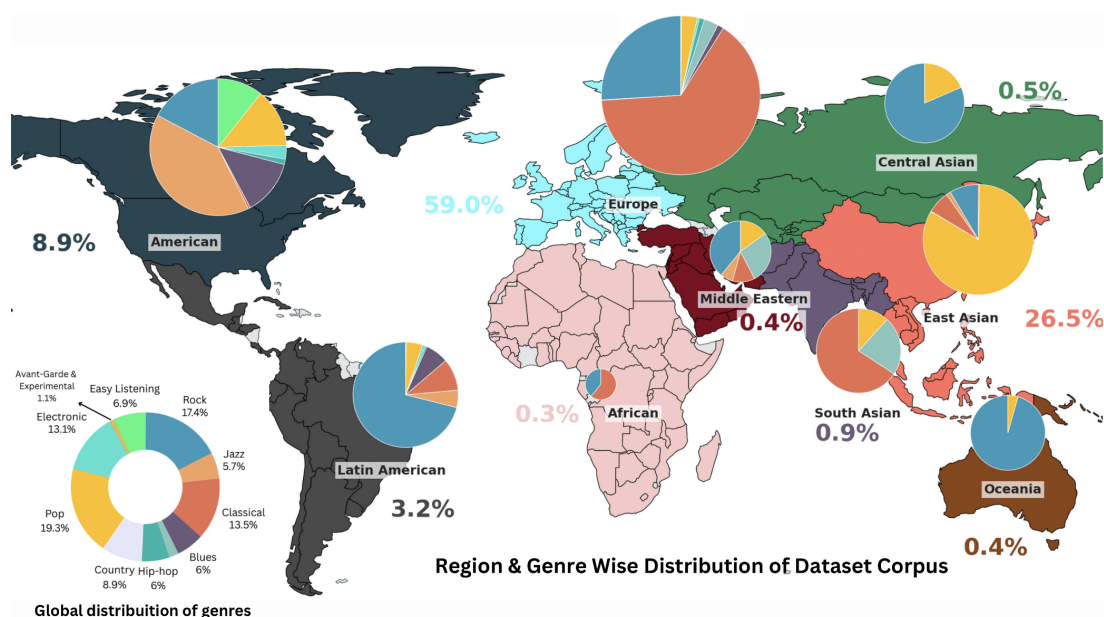 0.5%
Central Asian
59.0%
Europe
8.9%
American
Middle Eastern
0.4%
East Asian
26.5%
Avant-Garde &
Experimental
1.1%
Easy Listening
6.9%
Rock
17.4%
Electronic
13.1%
Jazz
5.7%
Pop
19.3%
Classical
13.5%
Blues
6%
Country
8.9%
Hip-hop
6%
Latin American
3.2%
0.3%
African
South Asian
0.9%
Oceania
0.4%
Region & Genre Wise Distribution of Dataset Corpus
Global distribuition of genres